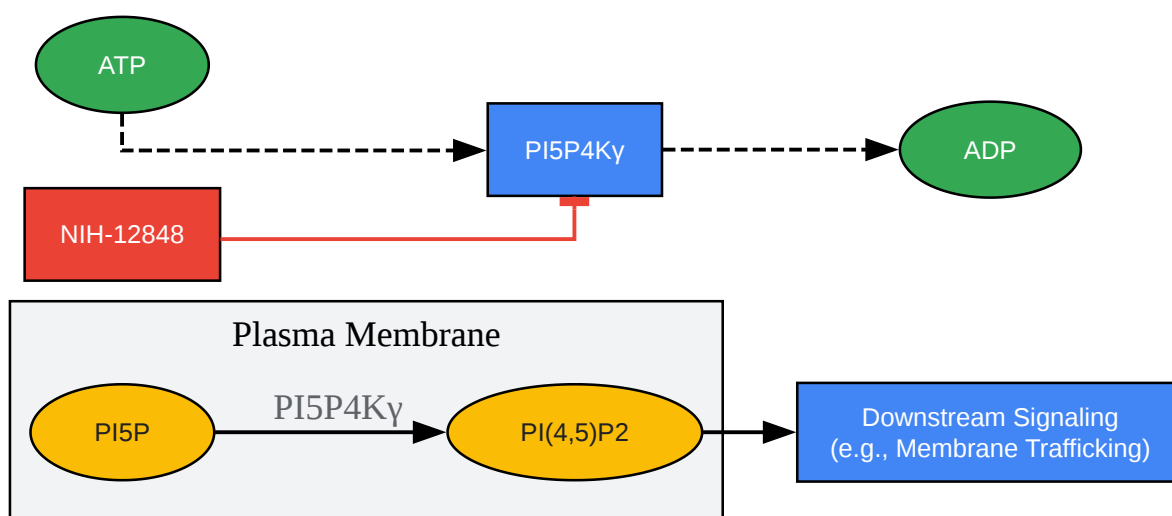 ATP
PI5P4Kγ
ADP
NIH-12848
Plasma Membrane
PI5P4Kγ
PI5P
PI(4,5)P2
Downstream Signaling
(e.g., Membrane Trafficking)